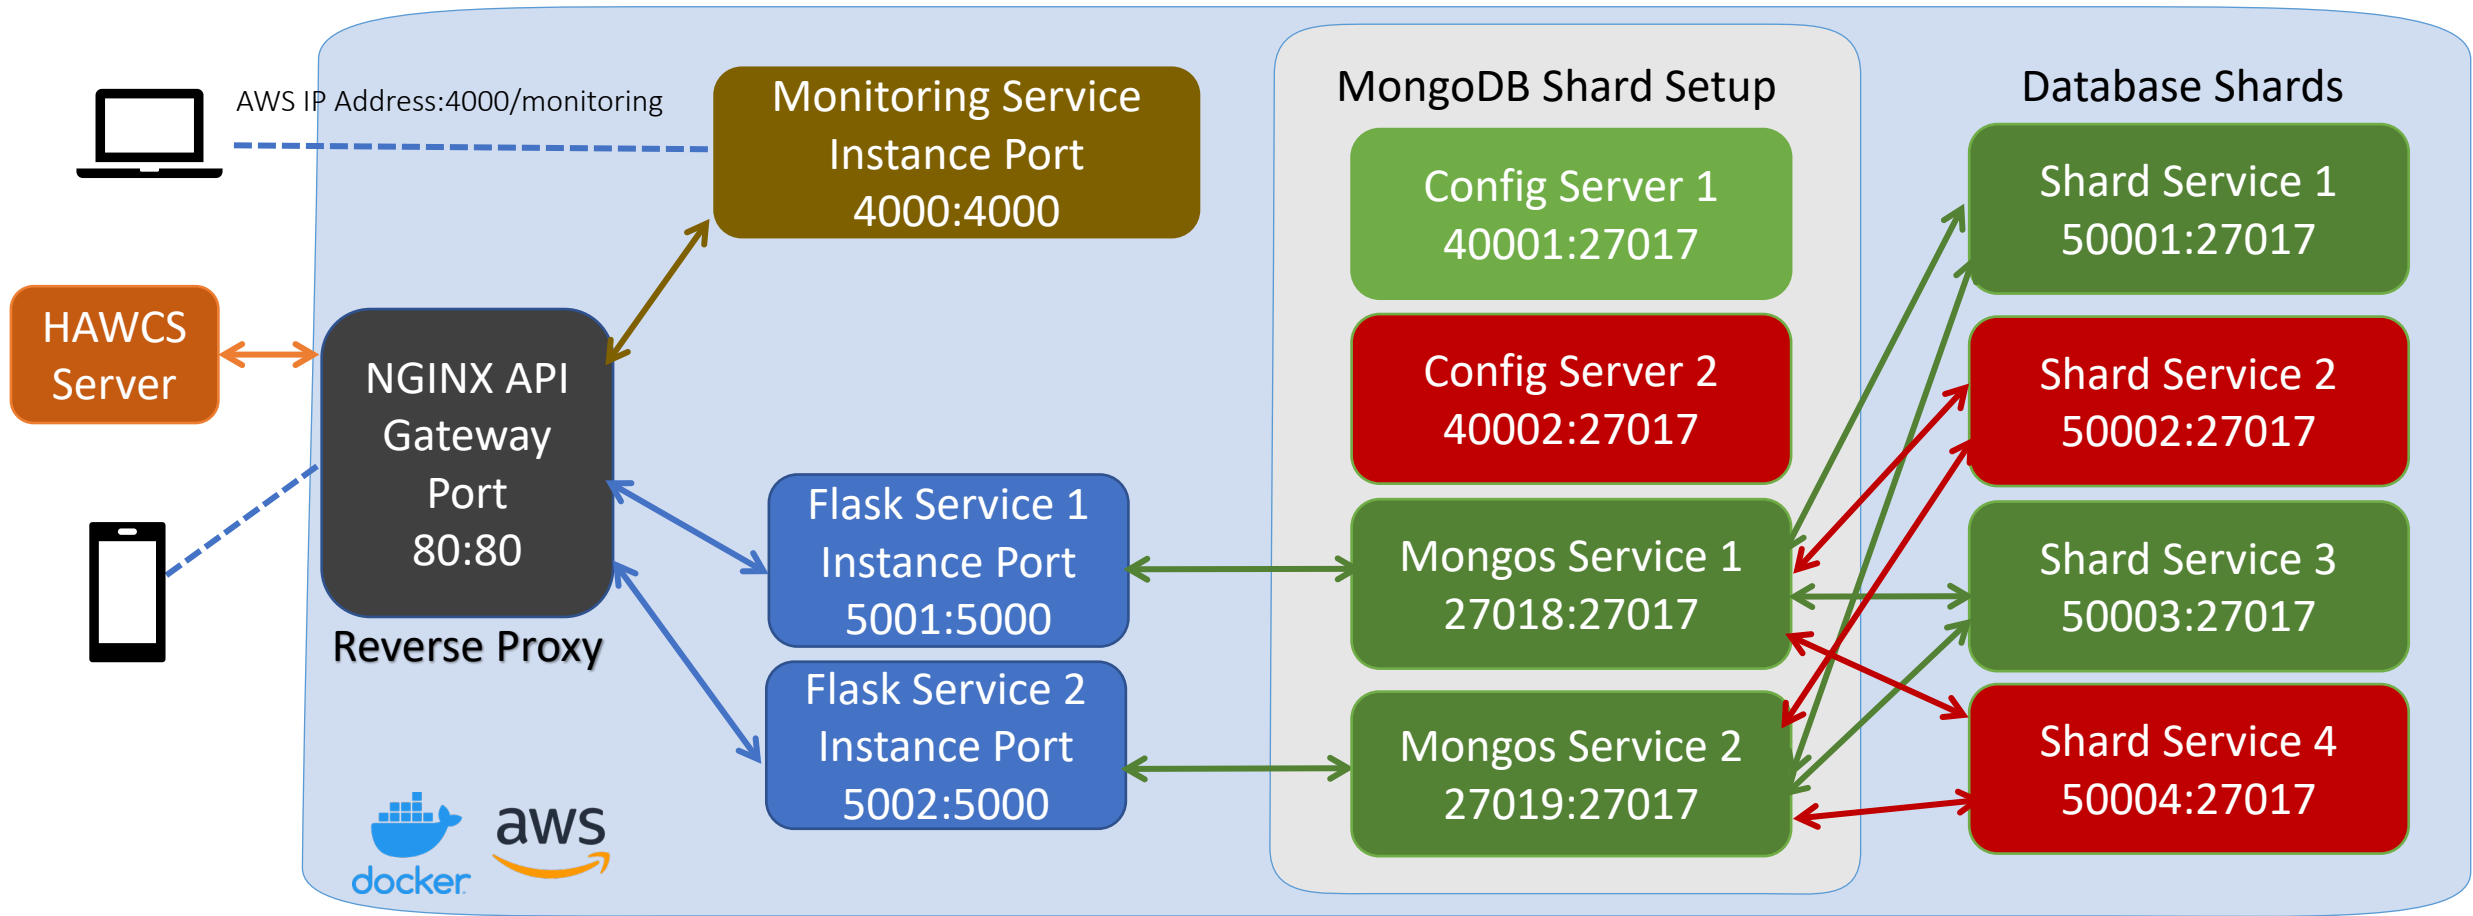 AWS IP Address:4000/monitoring
Monitoring Service
Instance Port
4000:4000
HAWCS
Server
NGINX API
Gateway
Port
80:80
Reverse Proxy
Flask Service 1
Instance Port
5001:5000
Flask Service 2
Instance Port
5002:5000
docker
aws
MongoDB Shard Setup
Config Server 1
40001:27017
Config Server 2
40002:27017
Mongos Service 1
27018:27017
Mongos Service 2
27019:27017
Database Shards
Shard Service 1
50001:27017
Shard Service 2
50002:27017
Shard Service 3
50003:27017
Shard Service 4
50004:27017